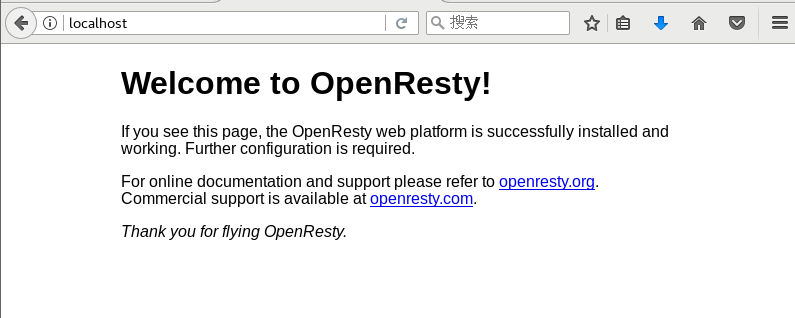 localhost
搜索
Welcome to OpenResty!
If you see this page, the OpenResty web platform is successfully installed and
working. Further configuration is required.
For online documentation and support please refer to openresty.org.
Commercial support is available at openresty.com.
Thank you for flying OpenResty.